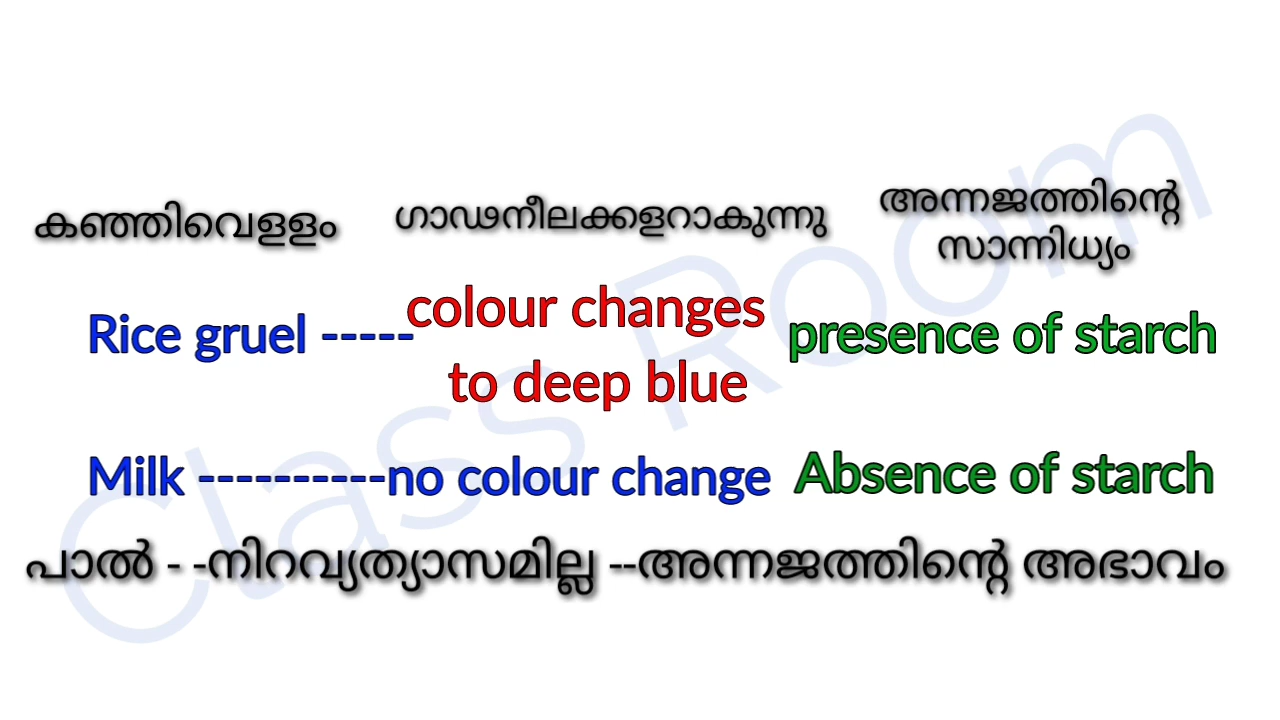 കഞ്ഞിവെളളം ഗാഢനീലക്കളറാകുന്നു അന്നജത്തിന്റെ
സാന്നിധ്യം
Rice gruel ----- colour changes
to deep blue
presence of starch
Milk ----------no colour change Absence of starch
പാൽ - -നിറവ്യത്യാസമില്ല --അന്നജത്തിന്റെ അഭാവം
Class Room